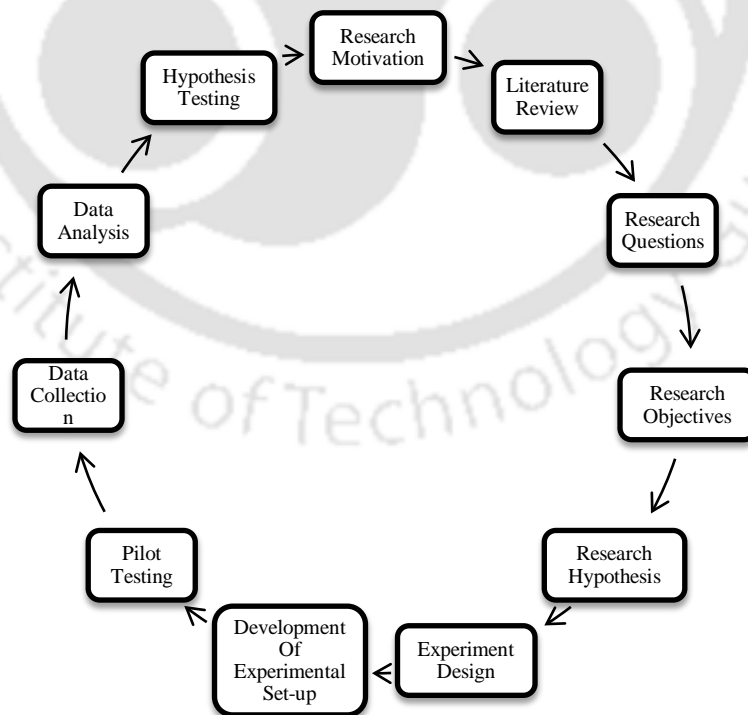 Research
Motivation
Literature
Review
Research
Questions
Research
Objectives
Research
Hypothesis
Experiment
Design
Development
Of
Experimental
Set-up
Pilot
Testing
Data
Collectio
n
Data
Analysis
Hypothesis
Testing
stitute of Technology